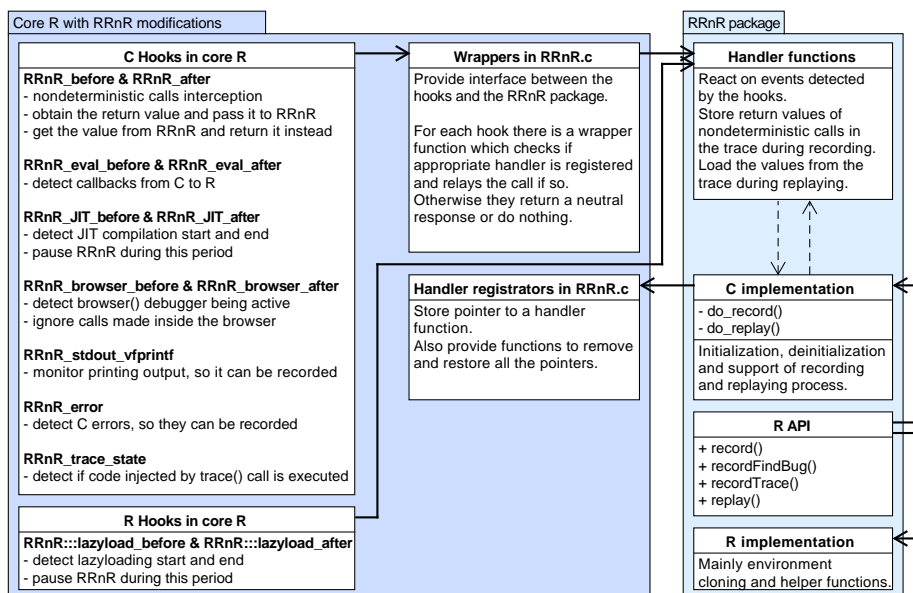 Core R with RRnR modifications
C Hooks in core R
RRnR_before & RRnR_after
- nondeterministic calls interception
- obtain the return value and pass it to RRnR
- get the value from RRnR and return it instead
RRnR_eval_before & RRnR_eval_after
- detect callbacks from C to R
RRnR_JIT_before & RRnR_JIT_after
- detect JIT compilation start and end
- pause RRnR during this period
RRnR_browser_before & RRnR_browser_after
- detect browser() debugger being active
- ignore calls made inside the browser
RRnR_stdout_vfprintf
- monitor printing output, so it can be recorded
RRnR_error
- detect C errors, so they can be recorded
RRnR_trace_state
- detect if code injected by trace() call is executed
R Hooks in core R
RRnR:::lazyload_before & RRnR:::lazyload_after
- detect lazyloading start and end
- pause RRnR during this period
Wrappers in RRnR.c
Provide interface between the
hooks and the RRnR package.
For each hook there is a wrapper
function which checks if
appropriate handler is registered
and relays the call if so.
Otherwise they return a neutral
response or do nothing.
Handler registrators in RRnR.c
Store pointer to a handler
function.
Also provide functions to remove
and restore all the pointers.
RRnR package
Handler functions
React on events detected
by the hooks.
Store return values of
nondeterministic calls in
the trace during recording.
Load the values from the
trace during replaying.
C implementation
- do_record()
- do_replay()
Initialization, deinitialization
and support of recording
and replaying process.
R API
+ record()
+ recordFindBug()
+ recordTrace()
+ replay()
R implementation
Mainly environment
cloning and helper functions.